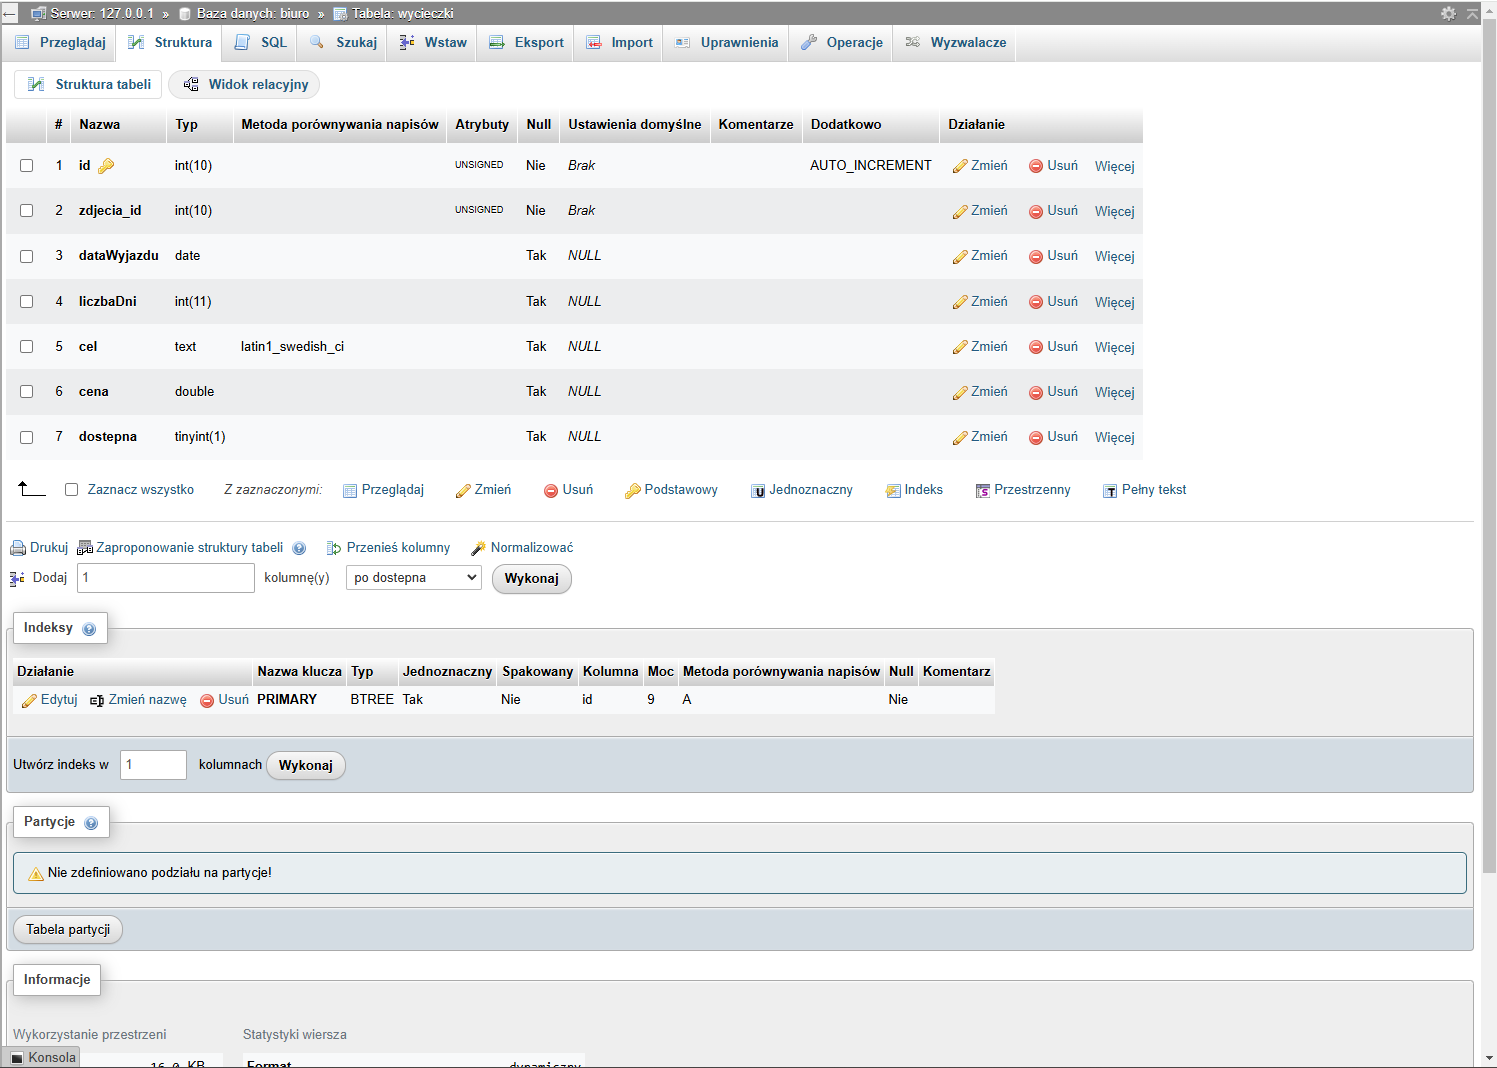 Serwer: 127.0.0.1 » Baza danych: biuro » Tabela: wycieczki
Przeglądaj Struktura SQL Szukaj Wstaw Eksport Import Uprawnienia Operacje Wyzwalacze
Struktura tabeli Widok relacyjny
# Nazwa Typ Metoda porównywania napisów Atrybuty Null Ustawienia domyślne Komentarze Dodatkowo Działanie
1 id int(10) UNSIGNED Nie Brak AUTO_INCREMENT Zmień Usuń Więcej
2 zdjecia_id int(10) UNSIGNED Nie Brak Zmień Usuń Więcej
3 dataWyjazdu date Tak NULL Zmień Usuń Więcej
4 liczbaDni int(11) Tak NULL Zmień Usuń Więcej
5 cel text latin1_swedish_ci Tak NULL Zmień Usuń Więcej
6 cena double Tak NULL Zmień Usuń Więcej
7 dostepna tinyint(1) Tak NULL Zmień Usuń Więcej
Zaznacz wszystko Z zaznaczonymi: Przeglądaj Zmień Usuń Podstawowy Jednoznaczny Indeks Przestrzenny Pełny tekst
Drukuj Zaproponowanie struktury tabeli Przenieś kolumny Normalizować
Dodaj 1 kolumnę(y) po dostepna Wykonaj
Indeksy
Działanie Nazwa klucza Typ Jednoznaczny Spakowany Kolumna Moc Metoda porównywania napisów Null Komentarz
Edytuj Zmień nazwę Usuń PRIMARY BTREE Tak Nie id 9 A Nie
Utwórz indeks w 1 kolumnach Wykonaj
Partycje
Nie zdefiniowano podziału na partycje!
Tabela partycji
Informacje
Wykorzystanie przestrzeni Statystyki wiersza
Konsola 16,0 KB Format dynamiczny